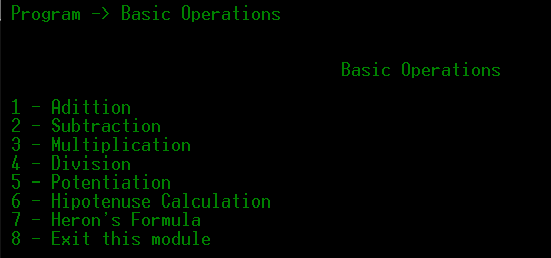 Program -> Basic Operations
Basic Operations
1 - Adittion
2 - Subtraction
3 - Multiplication
4 - Division
5 - Potentiation
6 - Hipotenuse Calculation
7 - Heron's Formula
8 - Exit this module